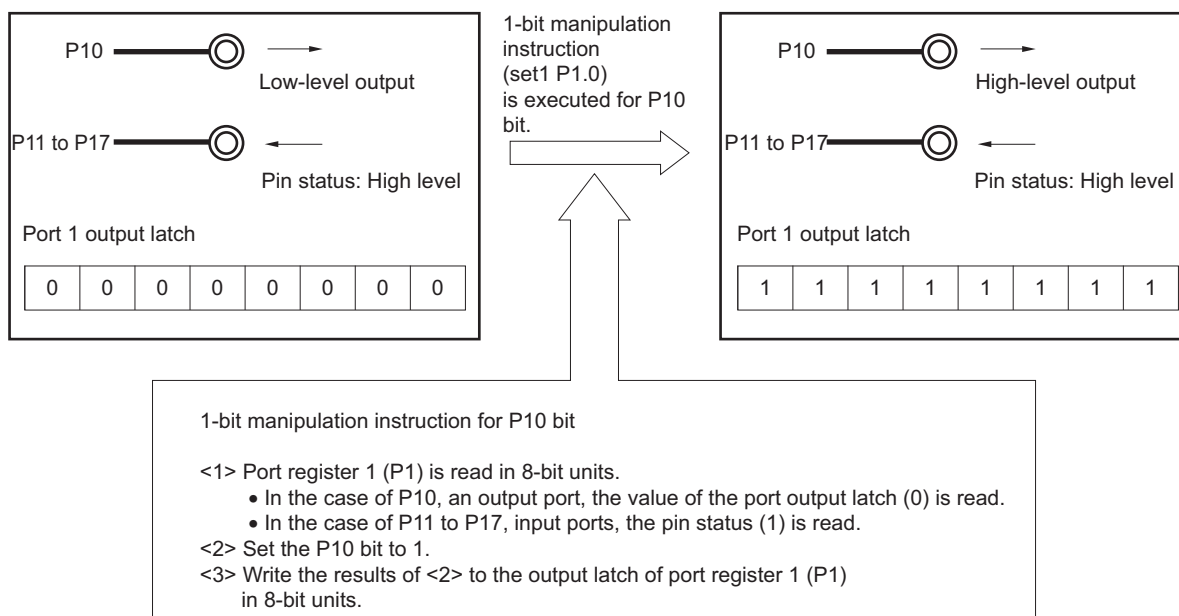 P10
Low-level output
P11 to P17
Pin status: High level
Port 1 output latch
0 0 0 0 0 0 0 0
1-bit manipulation
instruction
(set1 P1.0)
is executed for P10
bit.
P10
High-level output
P11 to P17
Pin status: High level
Port 1 output latch
1 1 1 1 1 1 1 1
1-bit manipulation instruction for P10 bit
<1> Port register 1 (P1) is read in 8-bit units.
• In the case of P10, an output port, the value of the port output latch (0) is read.
• In the case of P11 to P17, input ports, the pin status (1) is read.
<2> Set the P10 bit to 1.
<3> Write the results of <2> to the output latch of port register 1 (P1)
in 8-bit units.